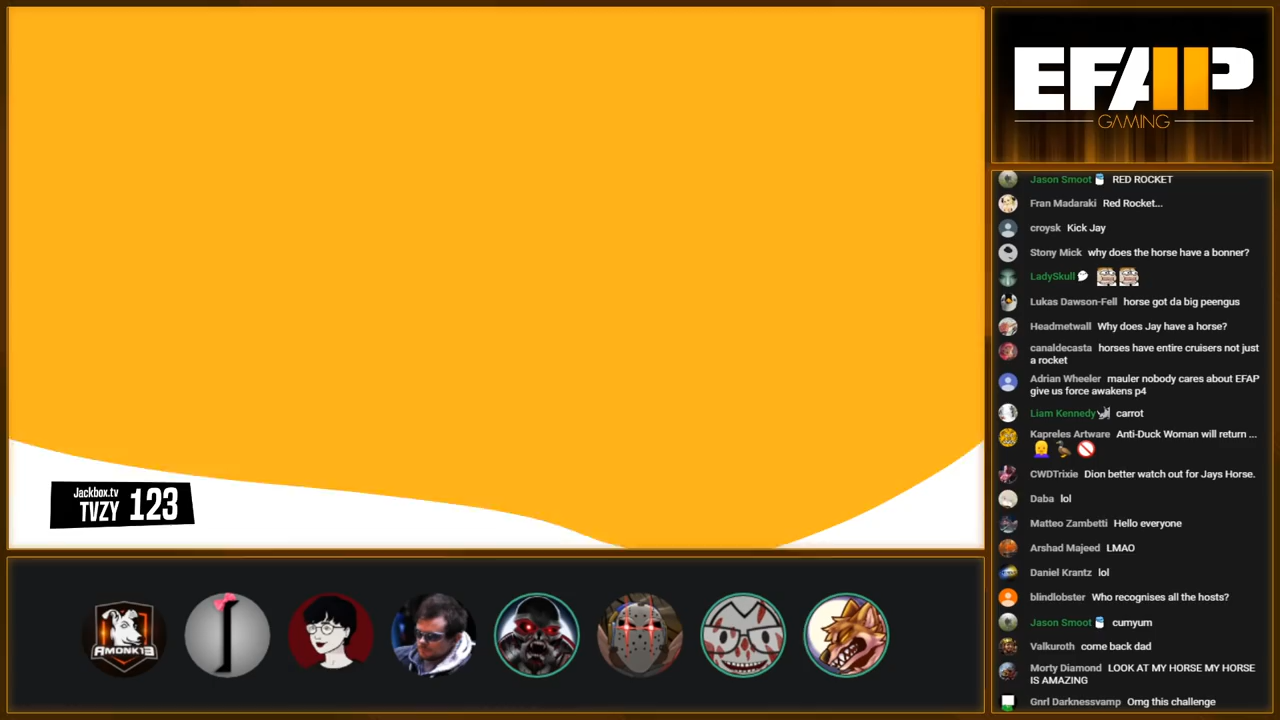 EFAP
GAMING
Jason Smoot RED ROCKET
Fran Madaraki Red Rocket...
croysk Kick Jay
Stony Mick why does the horse have a bonner?
LadySkull
Lukas Dawson-Fell horse got da big peengus
Headmetwall Why does Jay have a horse?
canaldecasta horses have entire cruisers not just
a rocket
Adrian Wheeler mauler nobody cares about EFAP
give us force awakens p4
Liam Kennedy carrot
Kapreles Artware Anti-Duck Woman will return ...
CWDTrixie Dion better watch out for Jays Horse.
Daba lol
Matteo Zambetti Hello everyone
Arshad Majeed LMAO
Daniel Krantz lol
blindlobster Who recognises all the hosts?
Jason Smoot cumyum
Valkuroth come back dad
Morty Diamond LOOK AT MY HORSE MY HORSE
IS AMAZING
Gnrl Darknessvamp Omg this challenge
Jackbox.tv
TVZY 123
AMONK13